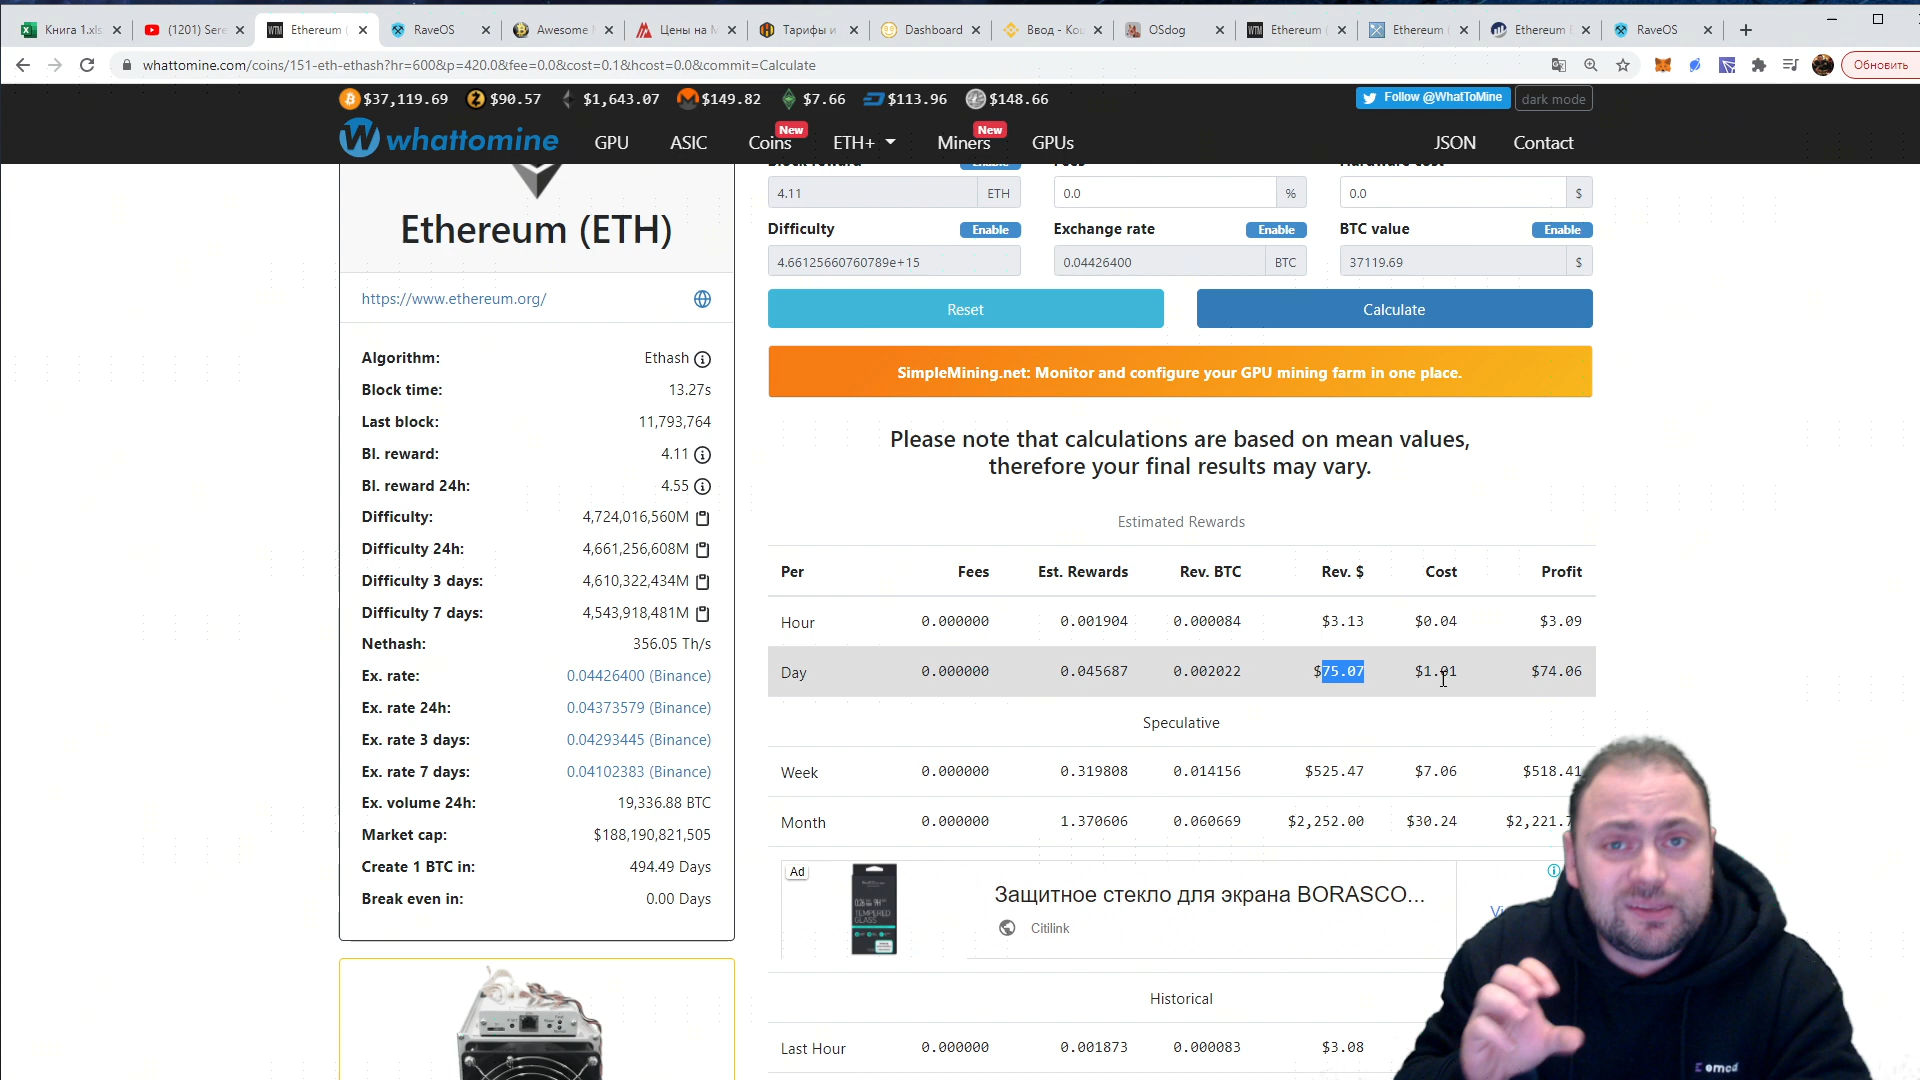 Книга 1.xls
(1201) Sere
Ethereum (
RaveOS
Awesome
Цены на M
Тарифы и
Dashboard
Ввод - Ко
OSdog
Ethereum
Ethereum
Ethereum
RaveOS
whattomine.com/coins/151-eth-ethash?hr=600&p=420.0&fee=0.0&cost=0.1&hcost=0.0&commit=Calculate
Обновить
$37,119.69 $90.57 $1,643.07 $149.82 $7.66 $113.96 $148.66
Follow @WhatToMine dark mode
whattomine GPU ASIC Coins New ETH+ Miners New GPUs JSON Contact
4.11 ETH 0.0 % 0.0 $
Difficulty Enable Exchange rate Enable BTC value Enable
4.66125660760789e+15 0.04426400 BTC 37119.69 $
Reset Calculate
SimpleMining.net: Monitor and configure your GPU mining farm in one place.
Please note that calculations are based on mean values,
therefore your final results may vary.
Estimated Rewards
Per Fees Est. Rewards Rev. BTC Rev. $ Cost Profit
Hour 0.000000 0.001904 0.000084 $3.13 $0.04 $3.09
Day 0.000000 0.045687 0.002022 $75.07 $1.01 $74.06
Speculative
Week 0.000000 0.319808 0.014156 $525.47 $7.06 $518.41
Month 0.000000 1.370606 0.060669 $2,252.00 $30.24 $2,221.
Ad
Защитное стекло для экрана BORASCO...
Citilink
Historical
Last Hour 0.000000 0.001873 0.000083 $3.08
Ethereum (ETH)
https://www.ethereum.org/
Algorithm: Ethash
Block time: 13.27s
Last block: 11,793,764
Bl. reward: 4.11
Bl. reward 24h: 4.55
Difficulty: 4,724,016,560M
Difficulty 24h: 4,661,256,608M
Difficulty 3 days: 4,610,322,434M
Difficulty 7 days: 4,543,918,481M
Nethash: 356.05 Th/s
Ex. rate: 0.04426400 (Binance)
Ex. rate 24h: 0.04373579 (Binance)
Ex. rate 3 days: 0.04293445 (Binance)
Ex. rate 7 days: 0.04102383 (Binance)
Ex. volume 24h: 19,336.88 BTC
Market cap: $188,190,821,505
Create 1 BTC in: 494.49 Days
Break even in: 0.00 Days